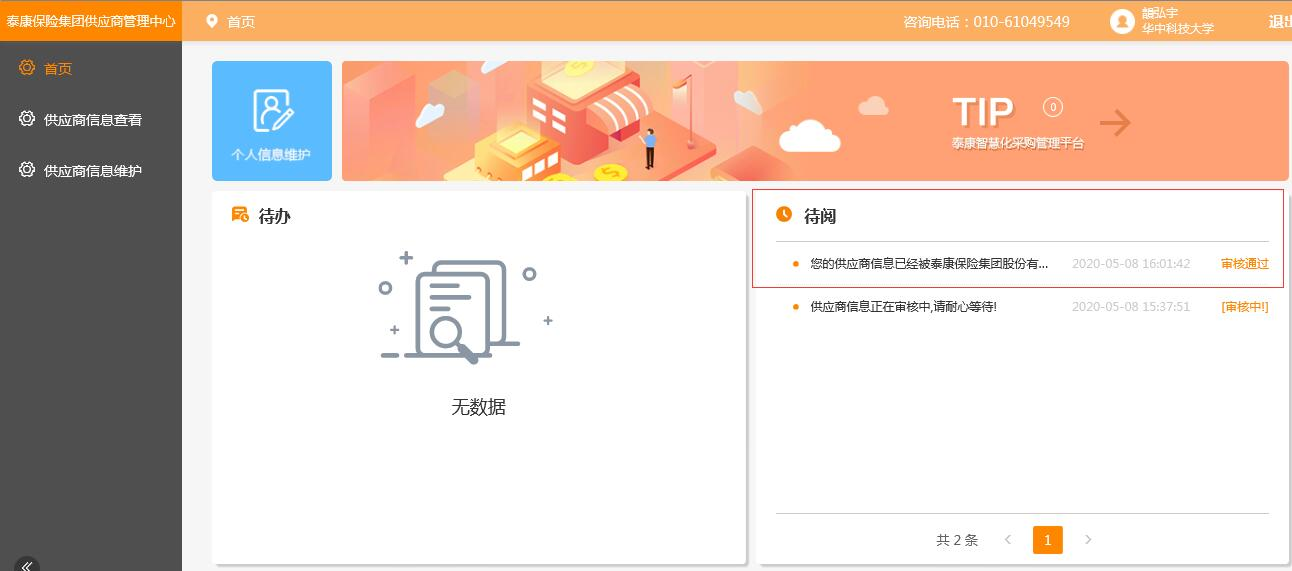 泰康保险集团供应商管理中心
首页
咨询电话：010-61049549
弘宇
华中科技大学
首页
供应商信息查看
供应商信息维护
个人信息维护
TIP
0
泰康智慧化采购管理平台
待办
无数据
待阅
您的供应商信息已经被泰康保险集团股份有... 2020-05-08 16:01:42 审核通过
供应商信息正在审核中,请耐心等待! 2020-05-08 15:37:51 [审核中!]
共 2 条 < 1 >